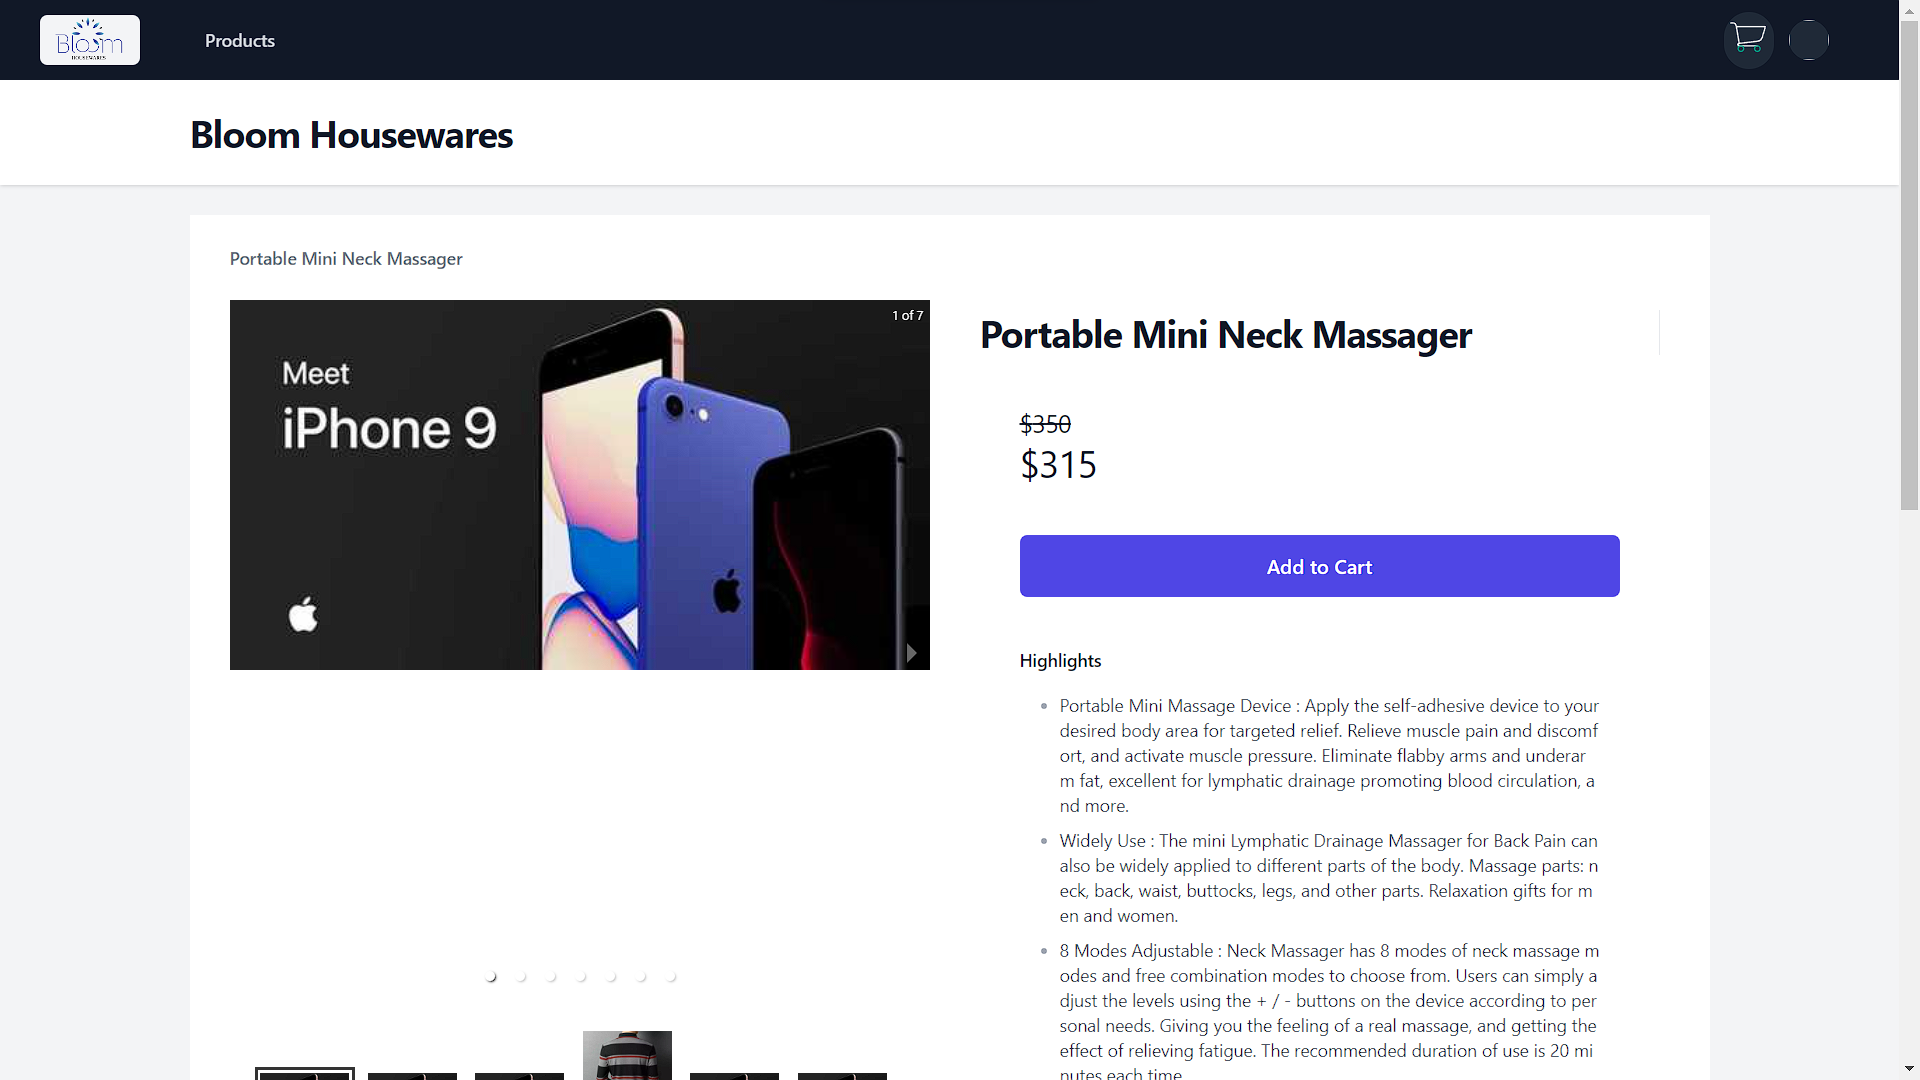 Bloom
HOUSEWARES
Products
Bloom Housewares
Portable Mini Neck Massager
1 of 7
Meet
iPhone 9
Portable Mini Neck Massager
$350
$315
Add to Cart
Highlights
Portable Mini Massage Device : Apply the self-adhesive device to your
desired body area for targeted relief. Relieve muscle pain and discomf
ort, and activate muscle pressure. Eliminate flabby arms and underar
m fat, excellent for lymphatic drainage promoting blood circulation, a
nd more.
Widely Use : The mini Lymphatic Drainage Massager for Back Pain can
also be widely applied to different parts of the body. Massage parts: n
eck, back, waist, buttocks, legs, and other parts. Relaxation gifts for m
en and women.
8 Modes Adjustable : Neck Massager has 8 modes of neck massage m
odes and free combination modes to choose from. Users can simply a
djust the levels using the + / - buttons on the device according to per
sonal needs. Giving you the feeling of a real massage, and getting the
effect of relieving fatigue. The recommended duration of use is 20 mi
nutes each time.